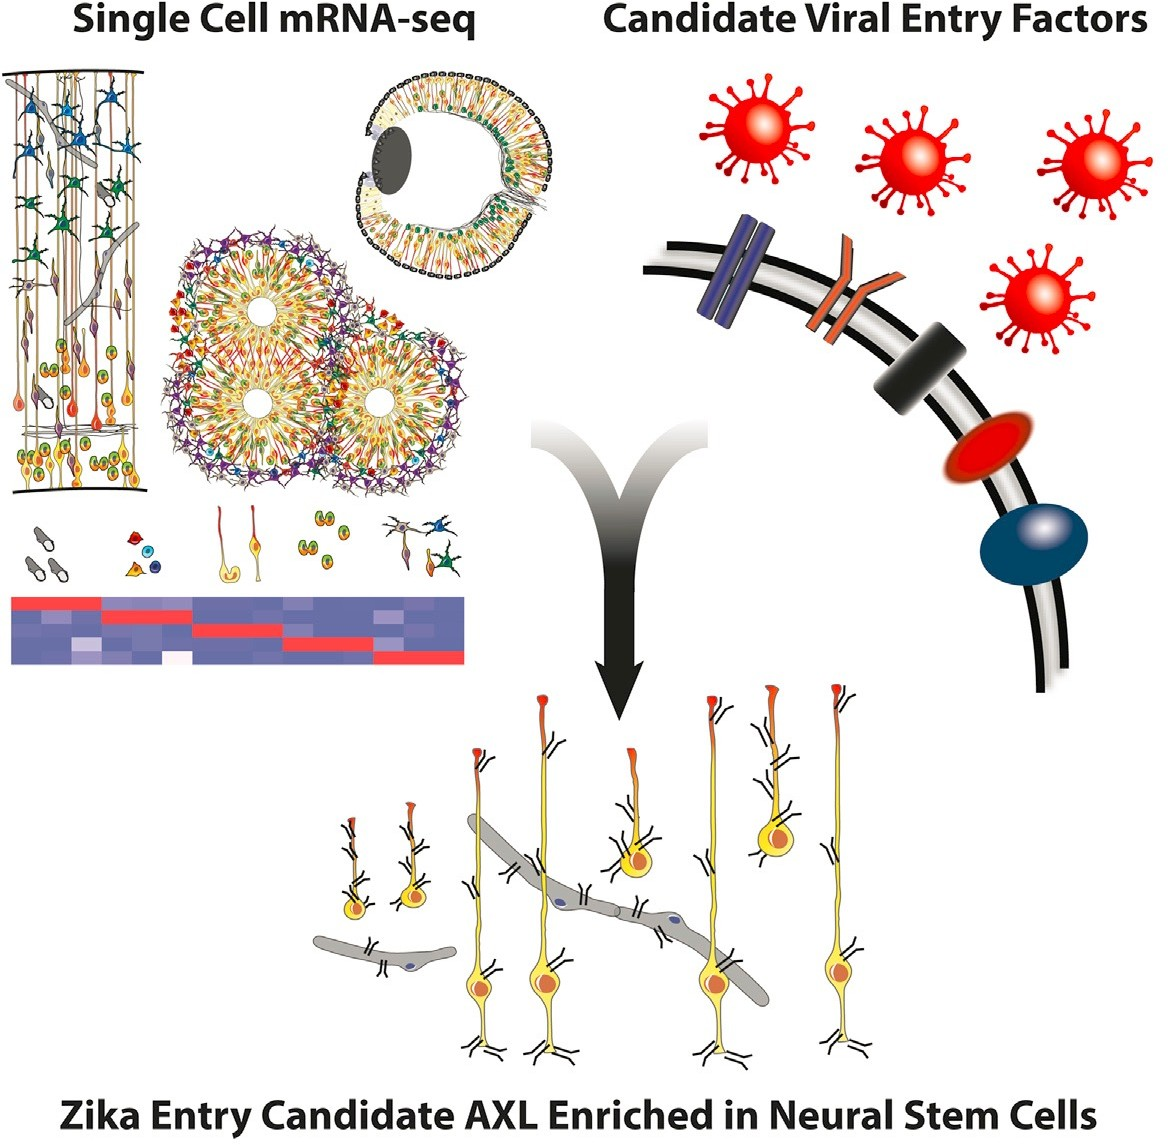 Single Cell mRNA-seq
Candidate Viral Entry Factors
Zika Entry Candidate AXL Enriched in Neural Stem Cells